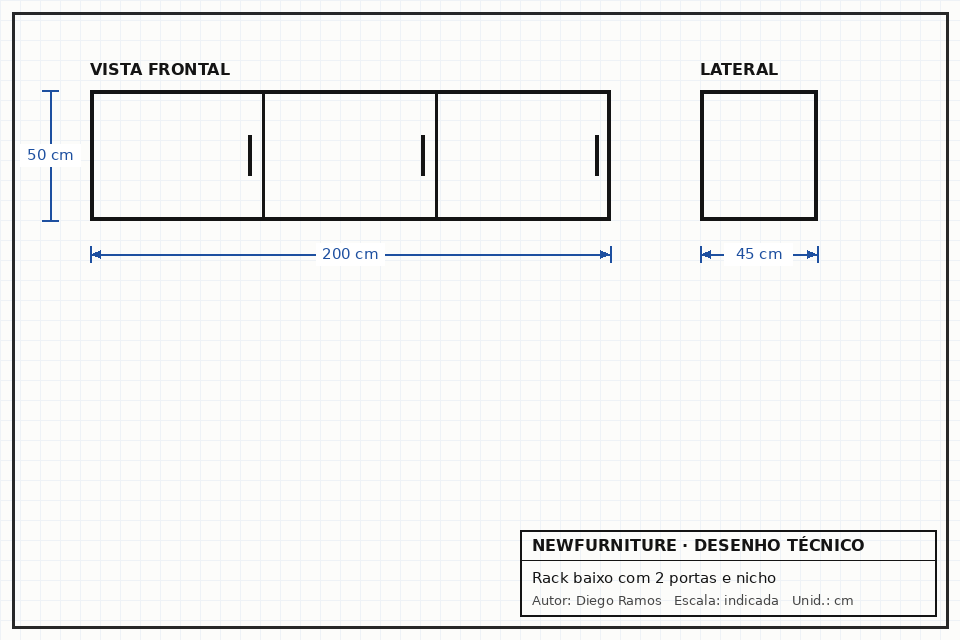 VISTA FRONTAL
LATERAL
50 cm
200 cm
45 cm
NEWFURNITURE · DESENHO TÉCNICO
Rack baixo com 2 portas e nicho
Autor: Diego Ramos Escala: indicada Unid.: cm